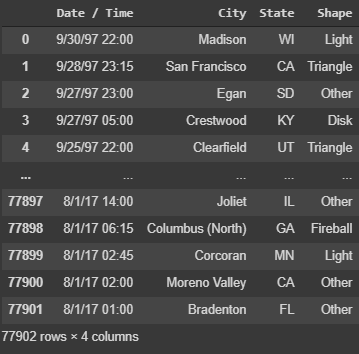 Date / Time City State Shape
0 9/30/97 22:00 Madison WI Light
1 9/28/97 23:15 San Francisco CA Triangle
2 9/27/97 23:00 Egan SD Other
3 9/27/97 05:00 Crestwood KY Disk
4 9/25/97 22:00 Clearfield UT Triangle
... ... ... ... ...
77897 8/1/17 14:00 Joliet IL Other
77898 8/1/17 06:15 Columbus (North) GA Fireball
77899 8/1/17 02:45 Corcoran MN Light
77900 8/1/17 02:00 Moreno Valley CA Other
77901 8/1/17 01:00 Bradenton FL Other
77902 rows × 4 columns